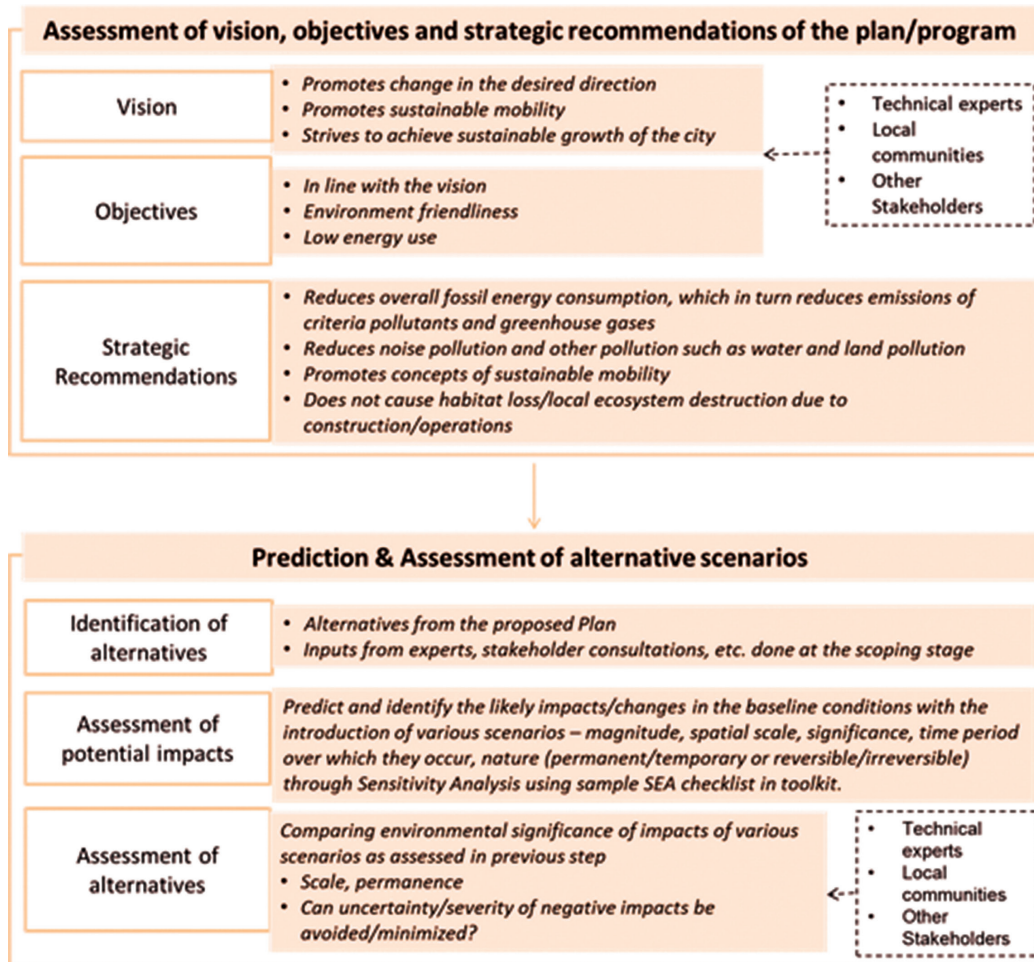 Assessment of vision, objectives and strategic recommendations of the plan/program
Vision
• Promotes change in the desired direction
• Promotes sustainable mobility
• Strives to achieve sustainable growth of the city
• Technical experts
• Local
communities
• Other
Stakeholders
Objectives
• In line with the vision
• Environment friendliness
• Low energy use
Strategic
Recommendations
• Reduces overall fossil energy consumption, which in turn reduces emissions of
criteria pollutants and greenhouse gases
• Reduces noise pollution and other pollution such as water and land pollution
• Promotes concepts of sustainable mobility
• Does not cause habitat loss/local ecosystem destruction due to
construction/operations
Prediction & Assessment of alternative scenarios
Identification of
alternatives
• Alternatives from the proposed Plan
• Inputs from experts, stakeholder consultations, etc. done at the scoping stage
Assessment of
potential impacts
Predict and identify the likely impacts/changes in the baseline conditions with the
introduction of various scenarios – magnitude, spatial scale, significance, time period
over which they occur, nature (permanent/temporary or reversible/irreversible)
through Sensitivity Analysis using sample SEA checklist in toolkit.
Assessment of
alternatives
Comparing environmental significance of impacts of various
scenarios as assessed in previous step
• Scale, permanence
• Can uncertainty/severity of negative impacts be
avoided/minimized?
• Technical
experts
• Local
communities
• Other
Stakeholders